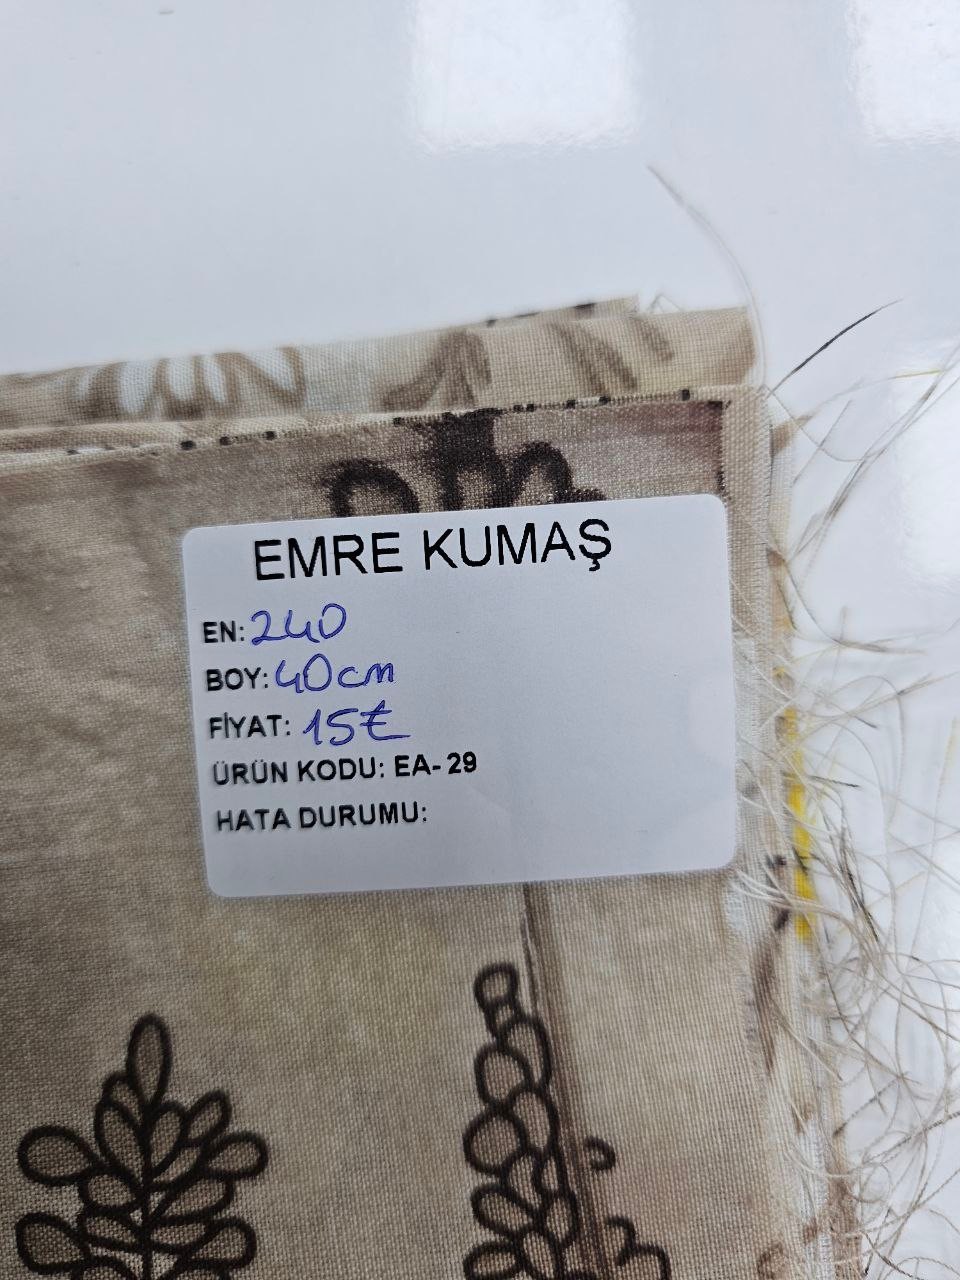 EMRE KUMAŞ
EN: 240
BOY: 40cm
FİYAT: 15₺
ÜRÜN KODU: EA- 29
HATA DURUMU: